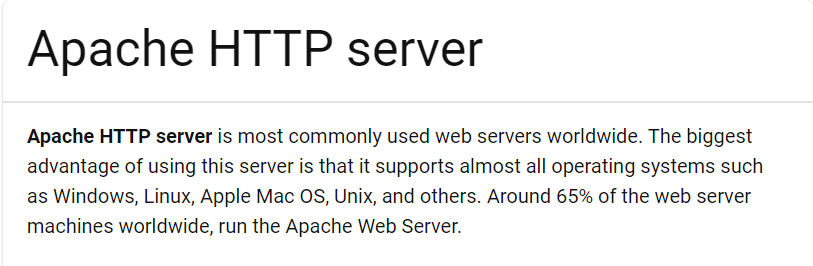 Apache HTTP server
Apache HTTP server is most commonly used web servers worldwide. The biggest
advantage of using this server is that it supports almost all operating systems such
as Windows, Linux, Apple Mac OS, Unix, and others. Around 65% of the web server
machines worldwide, run the Apache Web Server.